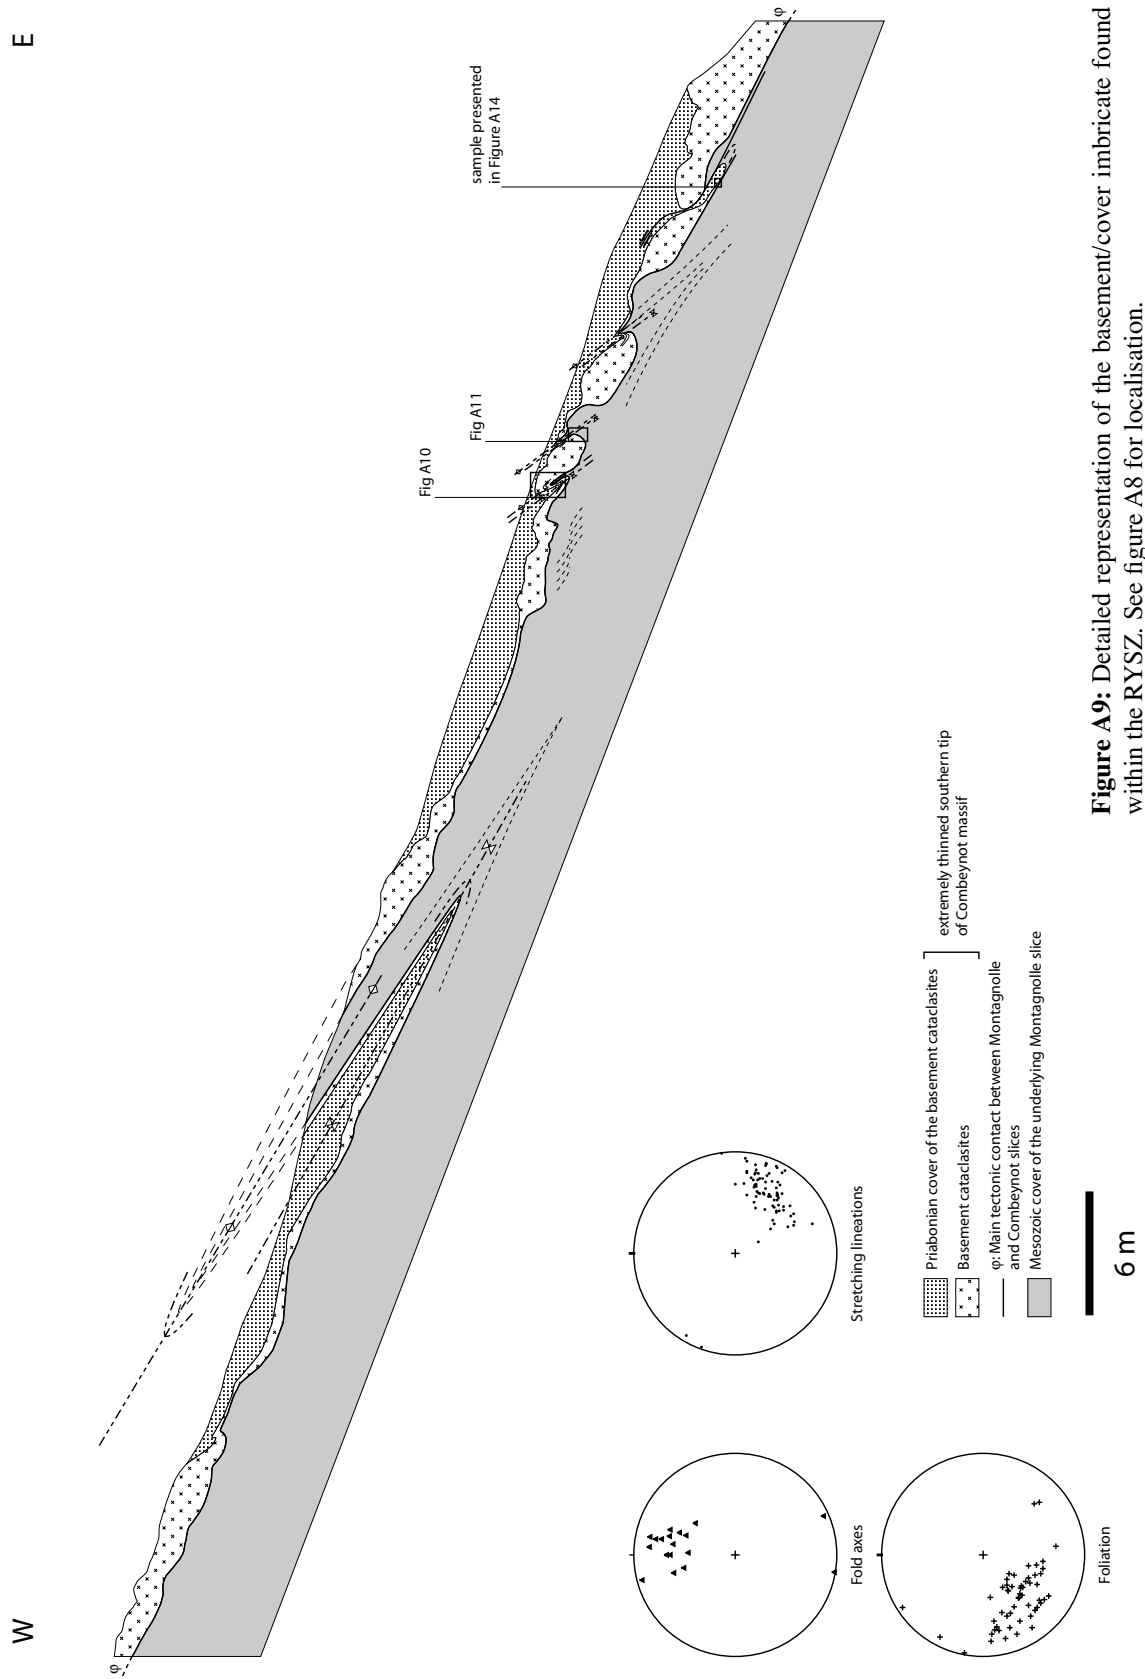 W
E
φ
φ
sample presented
in Figure A14
Fig A11
Fig A10
Fold axes
Stretching lineations
Foliation
Priabonian cover of the basement cataclasites
Basement cataclasites
extremely thinned southern tip
of Combeynot massif
φ: Main tectonic contact between Montagnolle
and Combeynot slices
Mesozoic cover of the underlying Montagnolle slice
6 m
Figure A9: Detailed representation of the basement/cover imbricate found
within the RYSZ. See figure A8 for localisation.